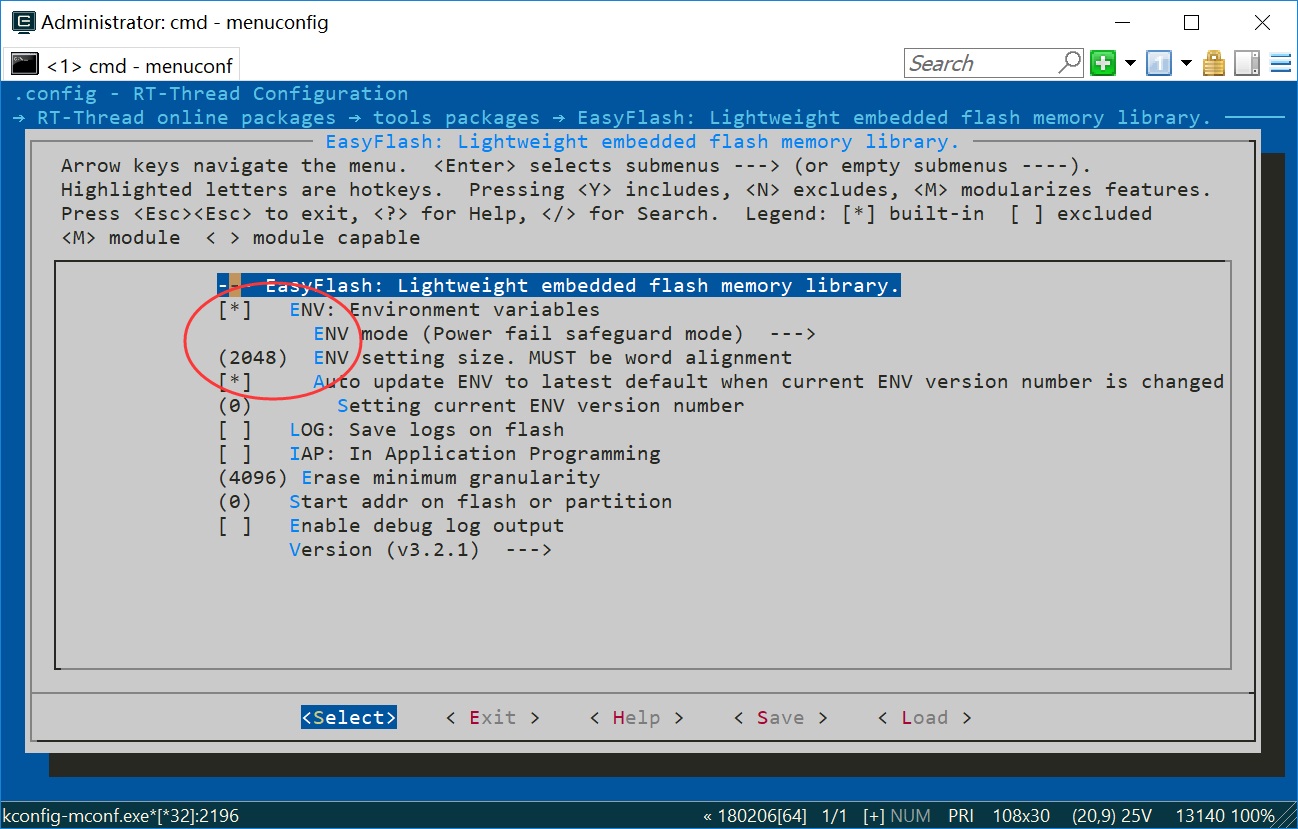 Administrator: cmd - menuconfig
<1> cmd - menuconf
Search
.config - RT-Thread Configuration
→ RT-Thread online packages → tools packages → EasyFlash: Lightweight embedded flash memory library.
EasyFlash: Lightweight embedded flash memory library.
Arrow keys navigate the menu.  <Enter> selects submenus ---> (or empty submenus ----).
Highlighted letters are hotkeys.  Pressing <Y> includes, <N> excludes, <M> modularizes features.
Press <Esc><Esc> to exit, <?> for Help, </> for Search.  Legend: [*] built-in  [ ] excluded
<M> module  < > module capable
--- EasyFlash: Lightweight embedded flash memory library.
[*]   ENV: Environment variables
ENV mode (Power fail safeguard mode)  --->
(2048)  ENV setting size. MUST be word alignment
[*]     Auto update ENV to latest default when current ENV version number is changed
(0)       Setting current ENV version number
[ ]   LOG: Save logs on flash
[ ]   IAP: In Application Programming
(4096) Erase minimum granularity
(0)   Start addr on flash or partition
[ ]   Enable debug log output
Version (v3.2.1)  --->
<Select>    < Exit >    < Help >    < Save >    < Load >
kconfig-mconf.exe*[*32]:2196
« 180206[64]  1/1  [+] NUM  PRI  108x30  (20,9) 25V  13140 100%